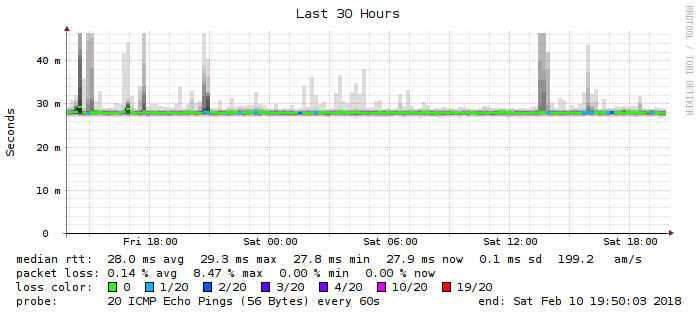 Last 30 Hours
RRDTOOL / TOBI OETIKER
Seconds
40 m
30 m
20 m
10 m
0
Fri 18:00 Sat 00:00 Sat 06:00 Sat 12:00 Sat 18:00
median rtt: 28.0 ms avg 29.3 ms max 27.8 ms min 27.9 ms now 0.1 ms sd 199.2 am/s
packet loss: 0.14 % avg 8.47 % max 0.00 % min 0.00 % now
loss color: 0 1/20 2/20 3/20 4/20 10/20 19/20
probe: 20 ICMP Echo Pings (56 Bytes) every 60s end: Sat Feb 10 19:50:03 2018